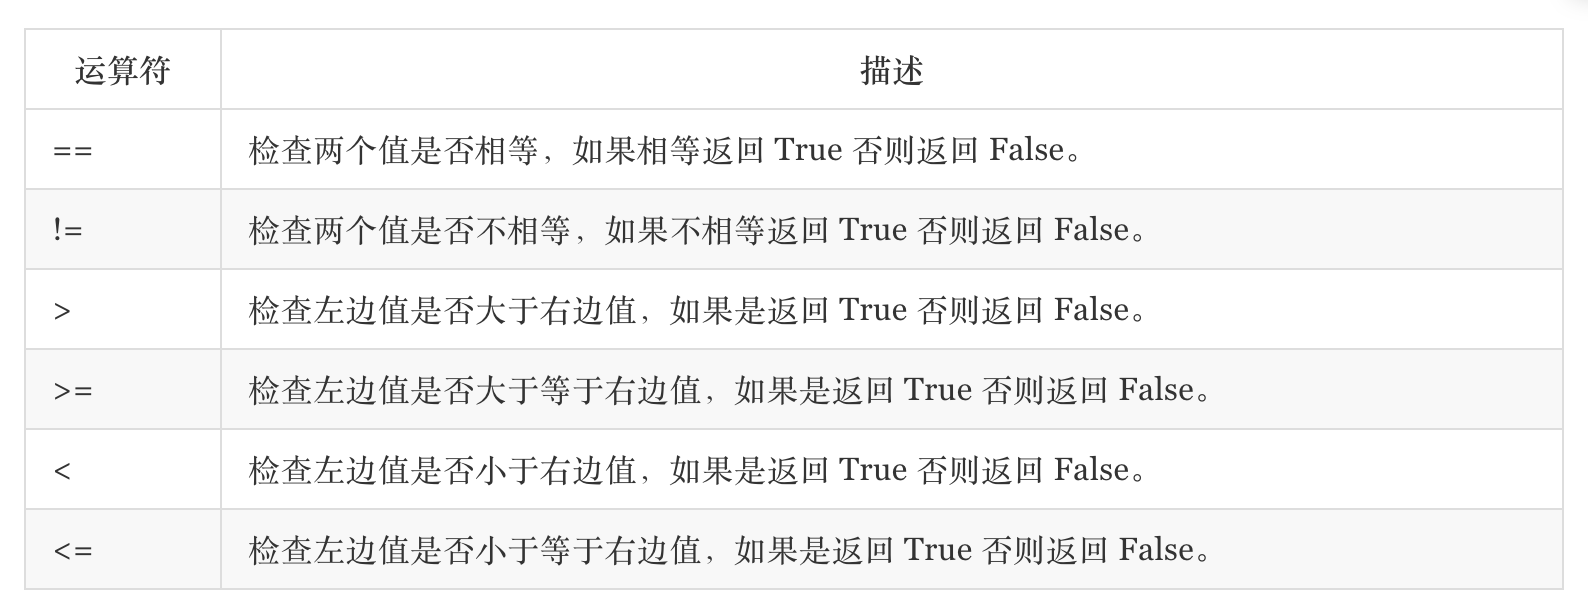 运算符 描述
== 检查两个值是否相等，如果相等返回 True 否则返回 False。
!= 检查两个值是否不相等，如果不相等返回 True 否则返回 False。
> 检查左边值是否大于右边值，如果是返回 True 否则返回 False。
>= 检查左边值是否大于等于右边值，如果是返回 True 否则返回 False。
< 检查左边值是否小于右边值，如果是返回 True 否则返回 False。
<= 检查左边值是否小于等于右边值，如果是返回 True 否则返回 False。